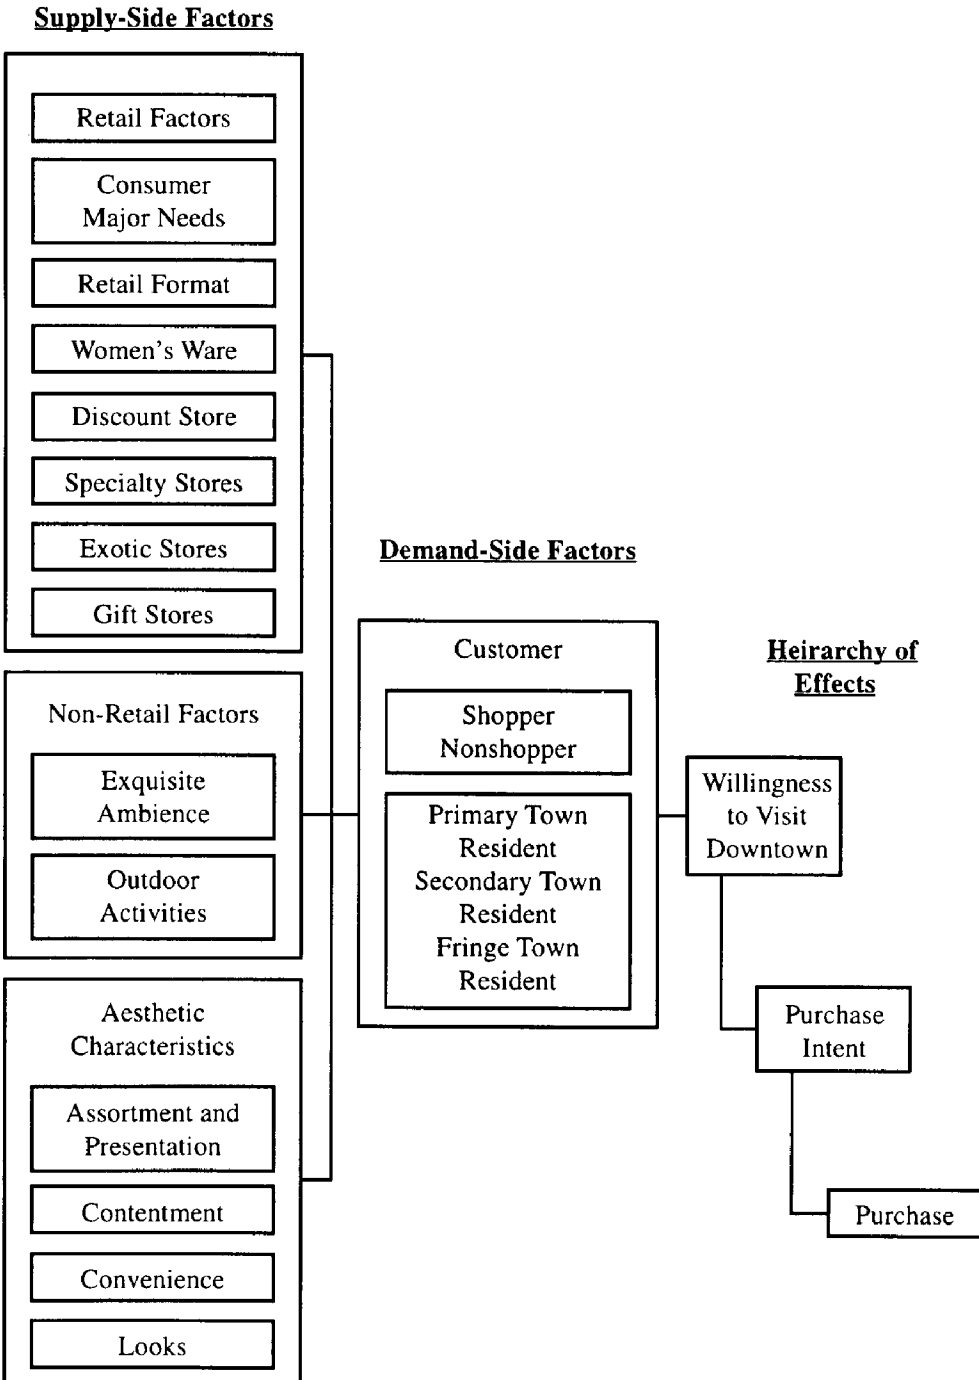 Supply-Side Factors
Retail Factors
Consumer
Major Needs
Retail Format
Women's Ware
Discount Store
Specialty Stores
Exotic Stores
Gift Stores
Non-Retail Factors
Exquisite
Ambience
Outdoor
Activities
Aesthetic
Characteristics
Assortment and
Presentation
Contentment
Convenience
Looks
Demand-Side Factors
Customer
Shopper
Nonshopper
Primary Town
Resident
Secondary Town
Resident
Fringe Town
Resident
Heirarchy of
Effects
Willingness
to Visit
Downtown
Purchase
Intent
Purchase